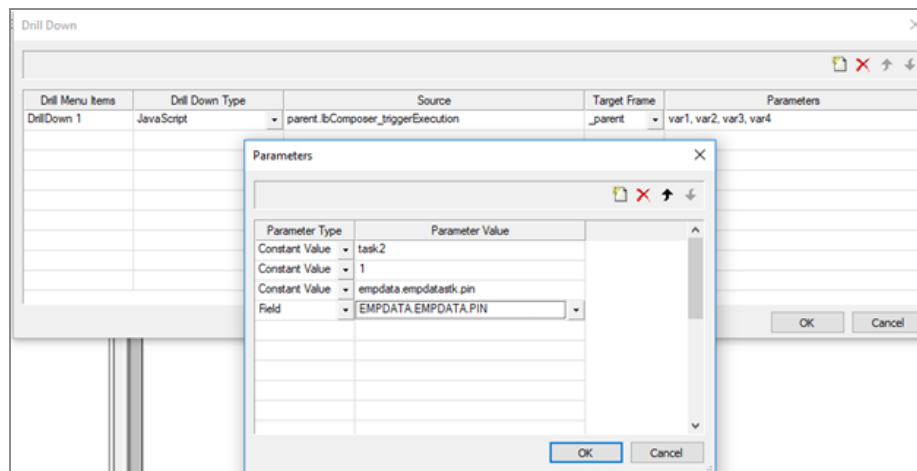 Drill Down
Drill Menu Items Drill Down Type Source Target Frame Parameters
DrillDown 1 JavaScript parent.IbComposer_triggerExecution _parent var1, var2, var3, var4
Parameters
Parameter Type Parameter Value
Constant Value task2
Constant Value 1
Constant Value empdata.empdatastk.pin
Field EMPDATA.EMPDATA.PIN
OK Cancel
OK Cancel